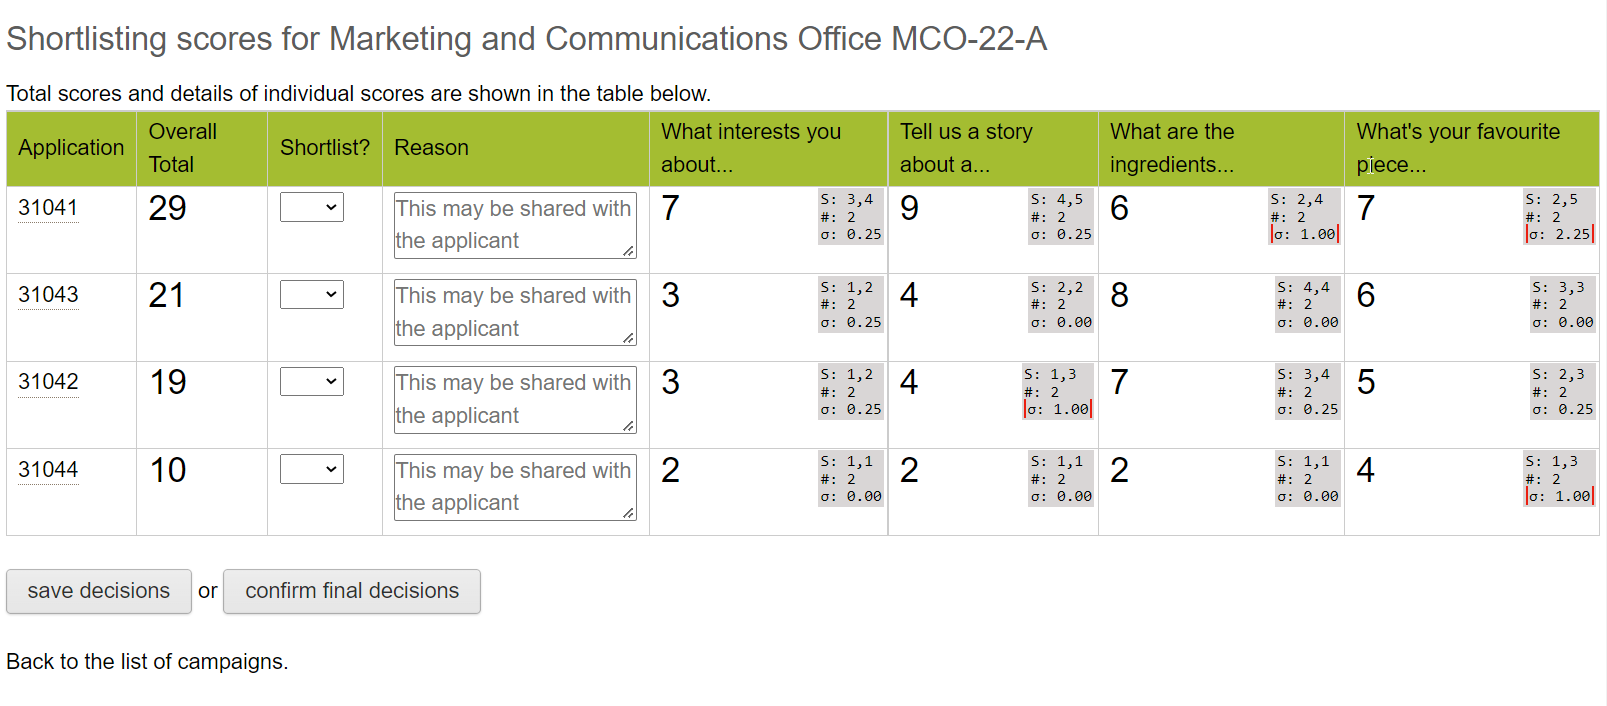 Shortlisting scores for Marketing and Communications Office MCO-22-A
Total scores and details of individual scores are shown in the table below.
Application
Overall
Total
Shortlist?
Reason
What interests you
about...
Tell us a story
about a...
What are the
ingredients...
What's your favourite
piece...
31041
29
This may be shared with
the applicant
7
S: 3,4
#: 2
σ: 0.25
9
S: 4,5
#: 2
σ: 0.25
6
S: 2,4
#: 2
σ: 1.00
7
S: 2,5
#: 2
σ: 2.25
31043
21
This may be shared with
the applicant
3
S: 1,2
#: 2
σ: 0.25
4
S: 2,2
#: 2
σ: 0.00
8
S: 4,4
#: 2
σ: 0.00
6
S: 3,3
#: 2
σ: 0.00
31042
19
This may be shared with
the applicant
3
S: 1,2
#: 2
σ: 0.25
4
S: 1,3
#: 2
σ: 1.00
7
S: 3,4
#: 2
σ: 0.25
5
S: 2,3
#: 2
σ: 0.25
31044
10
This may be shared with
the applicant
2
S: 1,1
#: 2
σ: 0.00
2
S: 1,1
#: 2
σ: 0.00
2
S: 1,1
#: 2
σ: 0.00
4
S: 1,3
#: 2
σ: 1.00
save decisions or confirm final decisions
Back to the list of campaigns.